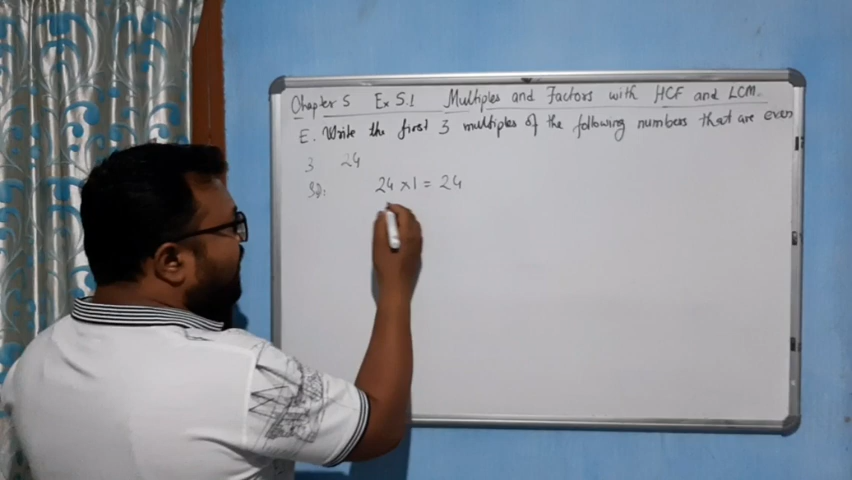 Chapter 5 Ex 5.1 Multiples and Factors with HCF and LCM.
E. Write the first 3 multiples of the following numbers that are even
3 24
Sol: 24 × 1 = 24